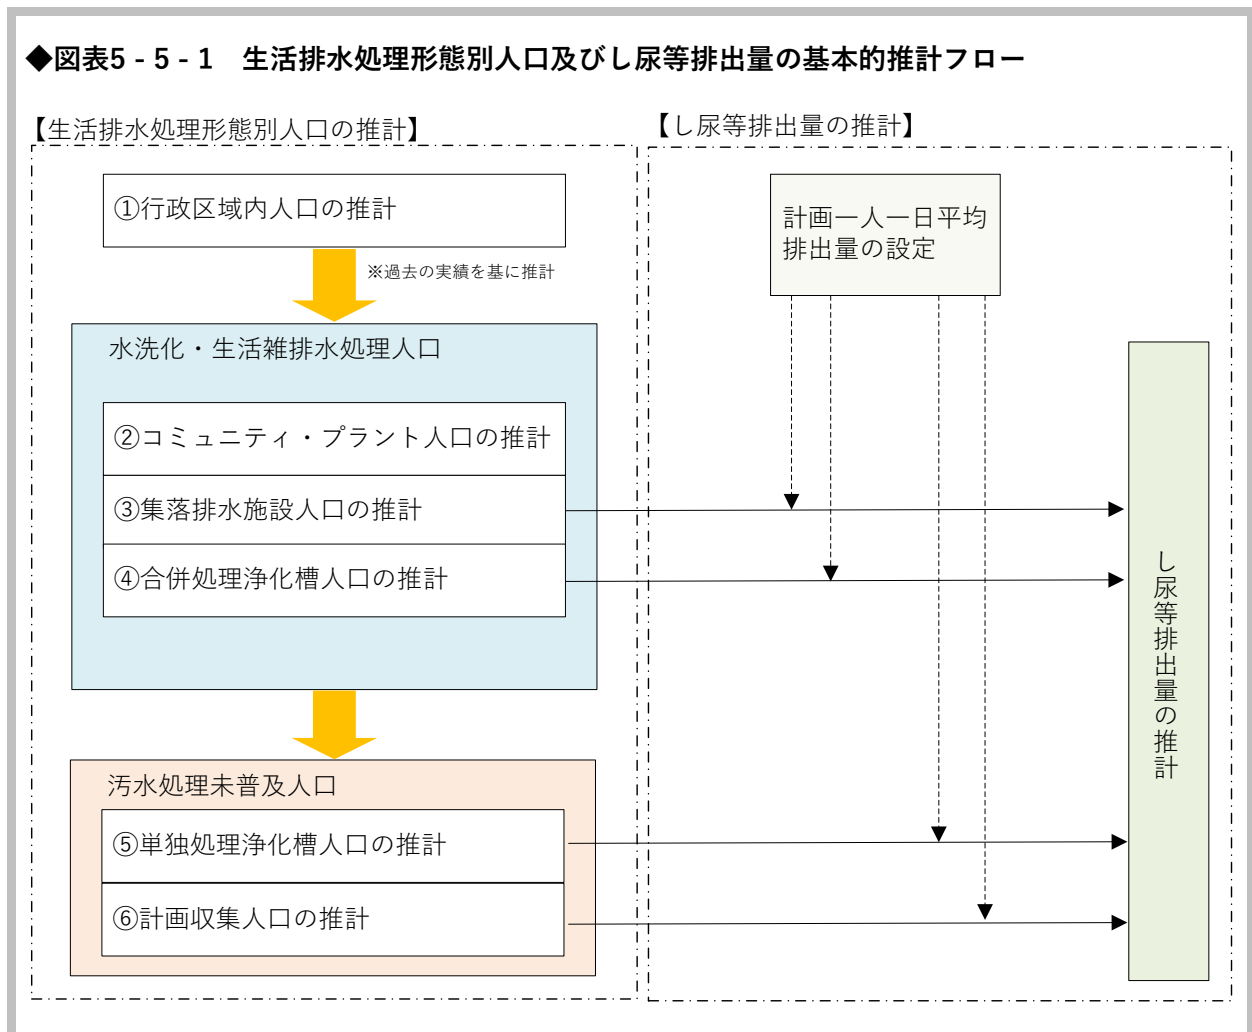 ◆図表5-5-1　生活排水処理形態別人口及びし尿等排出量の基本的推計フロー
【生活排水処理形態別人口の推計】
①行政区域内人口の推計
※過去の実績を基に推計
水洗化・生活雑排水処理人口
②コミュニティ・プラント人口の推計
③集落排水施設人口の推計
④合併処理浄化槽人口の推計
汚水処理未普及人口
⑤単独処理浄化槽人口の推計
⑥計画収集人口の推計
【し尿等排出量の推計】
計画一人一日平均
排出量の設定
し尿等排出量の推計